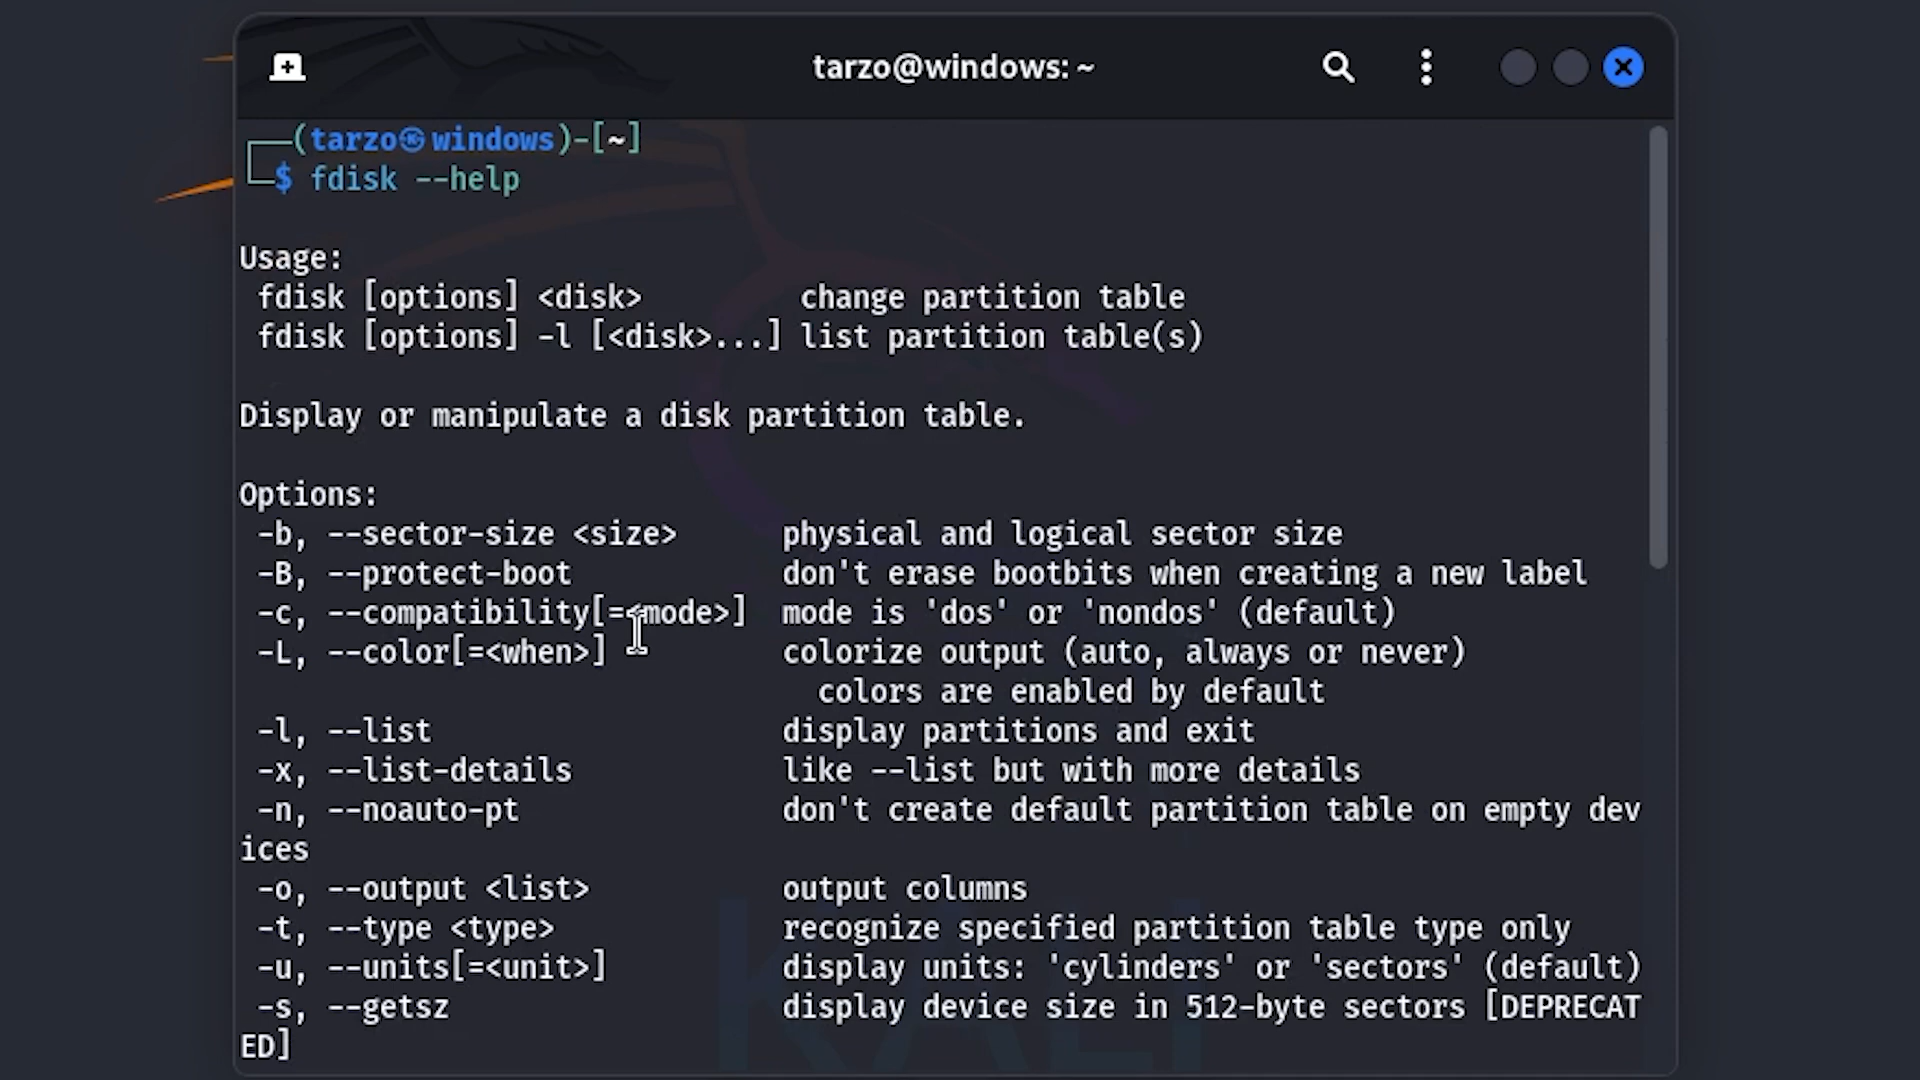 tarzo@windows: ~
┌──(tarzo㉿windows)-[~]
└─$ fdisk --help
Usage:
fdisk [options] <disk> change partition table
fdisk [options] -l [<disk>...] list partition table(s)
Display or manipulate a disk partition table.
Options:
-b, --sector-size <size> physical and logical sector size
-B, --protect-boot don't erase bootbits when creating a new label
-c, --compatibility[=<mode>] mode is 'dos' or 'nondos' (default)
-L, --color[=<when>] colorize output (auto, always or never)
colors are enabled by default
-l, --list display partitions and exit
-x, --list-details like --list but with more details
-n, --noauto-pt don't create default partition table on empty dev
ices
-o, --output <list> output columns
-t, --type <type> recognize specified partition table type only
-u, --units[=<unit>] display units: 'cylinders' or 'sectors' (default)
-s, --getsz display device size in 512-byte sectors [DEPRECAT
ED]
KALI